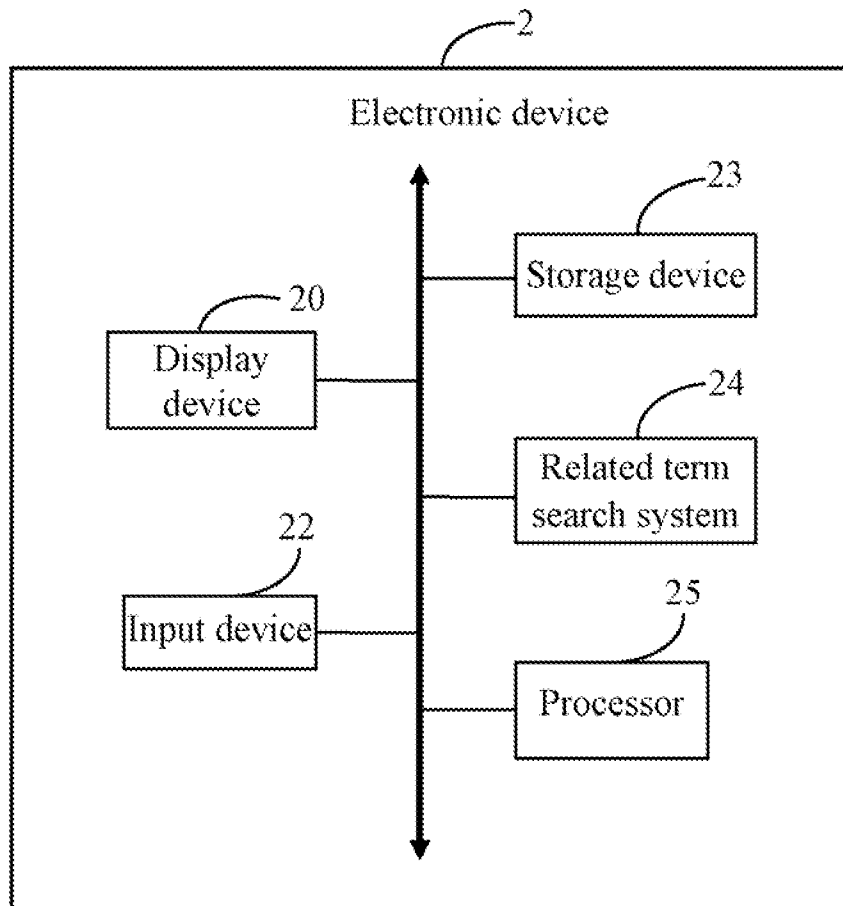 2
Electronic device
23
Storage device
20
Display
device
24
Related term
search system
22
Input device
25
Processor